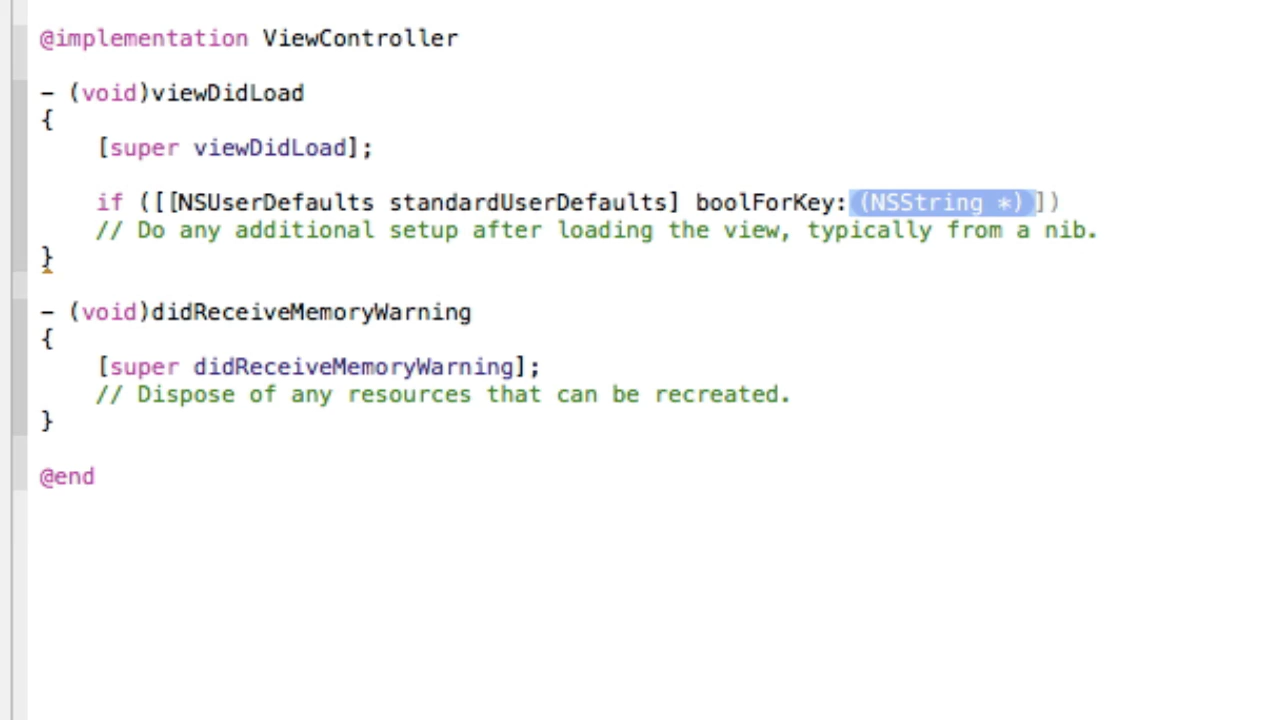 @implementation ViewController
- (void)viewDidLoad
{
[super viewDidLoad];
if ([[NSUserDefaults standardUserDefaults] boolForKey:(NSString *)])
// Do any additional setup after loading the view, typically from a nib.
}
- (void)didReceiveMemoryWarning
{
[super didReceiveMemoryWarning];
// Dispose of any resources that can be recreated.
}
@end